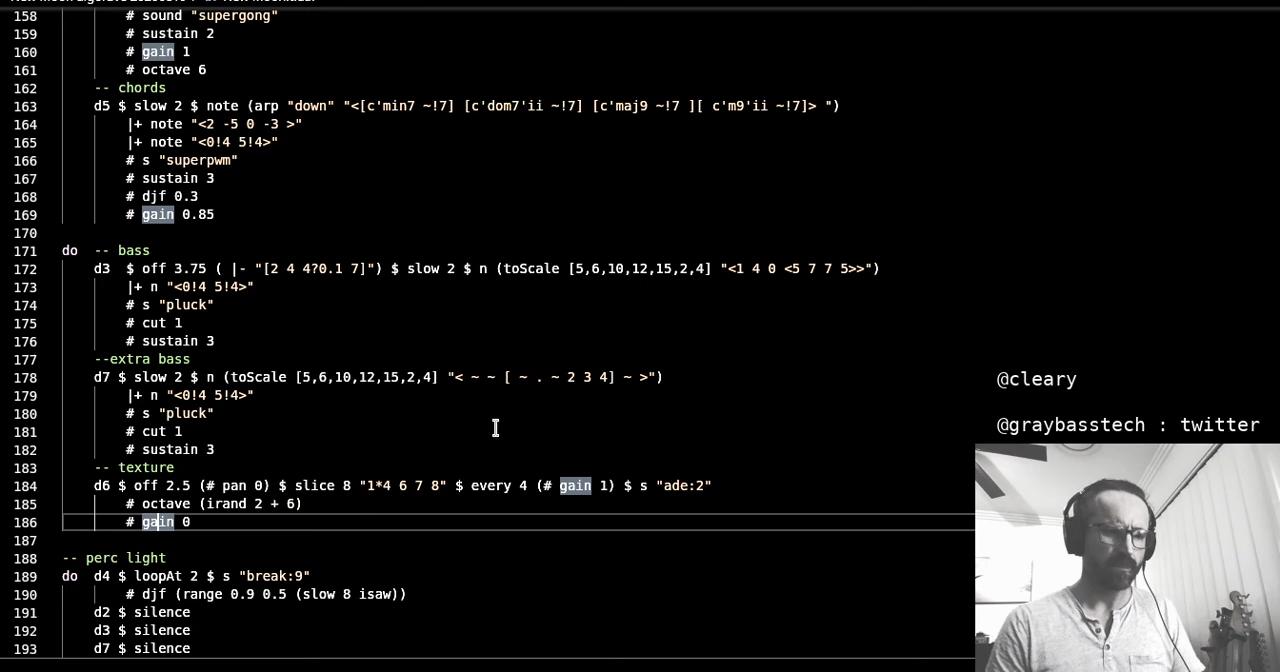 158 # sound "supergong"
159 # sustain 2
160 # gain 1
161 # octave 6
162 -- chords
163 d5 $ slow 2 $ note (arp "down" "<[c'min7 ~!7] [c'dom7'ii ~!7] [c'maj9 ~!7 ][ c'm9'ii ~!7]> ")
164 |+ note "<2 -5 0 -3 >"
165 |+ note "<0!4 5!4>"
166 # s "superpwm"
167 # sustain 3
168 # djf 0.3
169 # gain 0.85
170
171 do -- bass
172 d3 $ off 3.75 ( |- "[2 4 4?0.1 7]") $ slow 2 $ n (toScale [5,6,10,12,15,2,4] "<1 4 0 <5 7 7 5>>")
173 |+ n "<0!4 5!4>"
174 # s "pluck"
175 # cut 1
176 # sustain 3
177 --extra bass
178 d7 $ slow 2 $ n (toScale [5,6,10,12,15,2,4] "< ~ ~ [ ~ . ~ 2 3 4] ~ >")
179 |+ n "<0!4 5!4>"
180 # s "pluck"
181 # cut 1
182 # sustain 3
183 -- texture
184 d6 $ off 2.5 (# pan 0) $ slice 8 "1*4 6 7 8" $ every 4 (# gain 1) $ s "ade:2"
185 # octave (irand 2 + 6)
186 # gain 0
187
188 -- perc light
189 do d4 $ loopAt 2 $ s "break:9"
190 # djf (range 0.9 0.5 (slow 8 isaw))
191 d2 $ silence
192 d3 $ silence
193 d7 $ silence
@cleary
@graybasstech : twitter